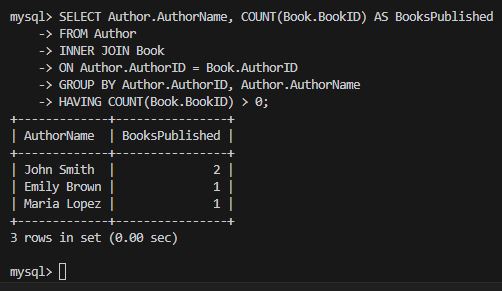 mysql> SELECT Author.AuthorName, COUNT(Book.BookID) AS BooksPublished
    -> FROM Author
    -> INNER JOIN Book
    -> ON Author.AuthorID = Book.AuthorID
    -> GROUP BY Author.AuthorID, Author.AuthorName
    -> HAVING COUNT(Book.BookID) > 0;
+-------------+----------------+
| AuthorName  | BooksPublished |
+-------------+----------------+
| John Smith  |              2 |
| Emily Brown |              1 |
| Maria Lopez |              1 |
+-------------+----------------+
3 rows in set (0.00 sec)

mysql>